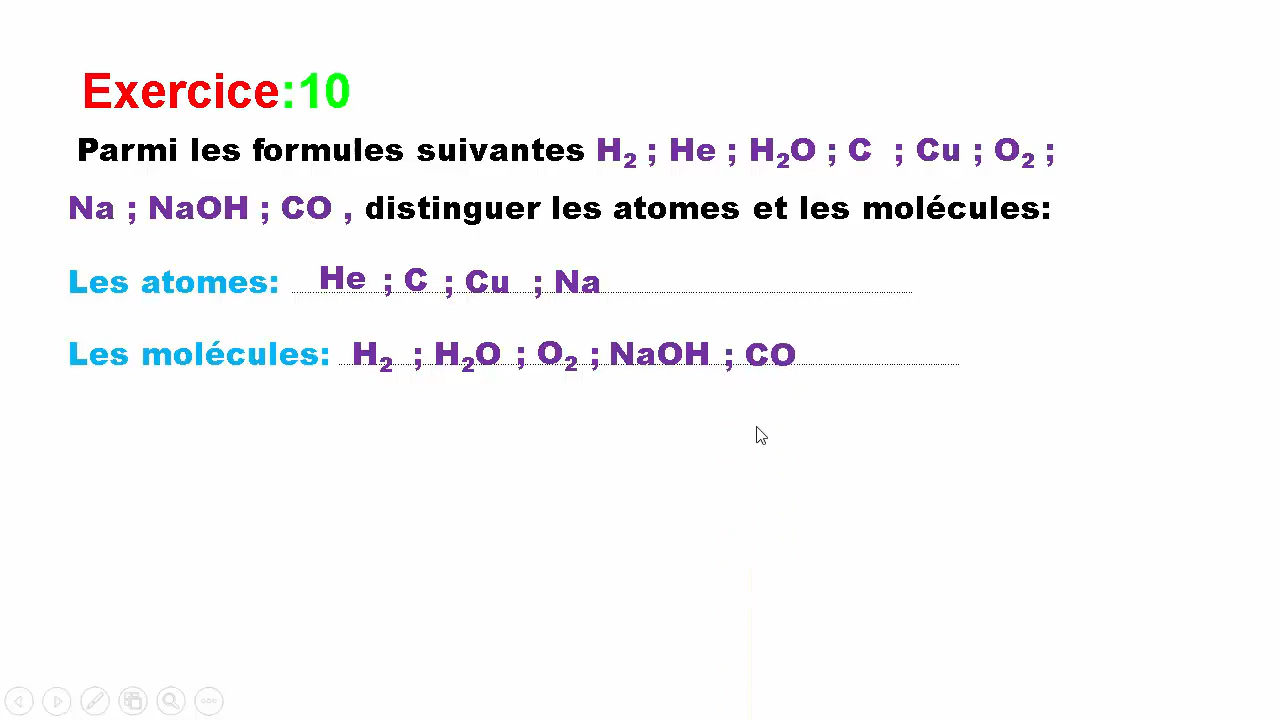 Exercice:10
Parmi les formules suivantes H₂ ; He ; H₂O ; C ; Cu ; O₂ ;
Na ; NaOH ; CO , distinguer les atomes et les molécules:
Les atomes: He ; C ; Cu ; Na
Les molécules: H₂ ; H₂O ; O₂ ; NaOH ; CO